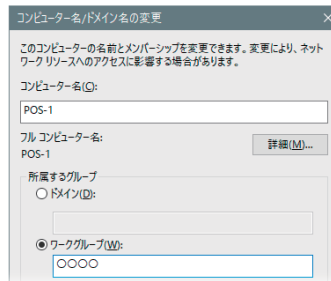 コンピューター名/ドメイン名の変更
このコンピューターの名前とメンバーシップを変更できます。変更により、ネット
ワーク リソースへのアクセスに影響する場合があります。
コンピューター名(C):
POS-1
フル コンピューター名:
POS-1
詳細(M)...
所属するグループ
ドメイン(D):
ワークグループ(W):
○○○○